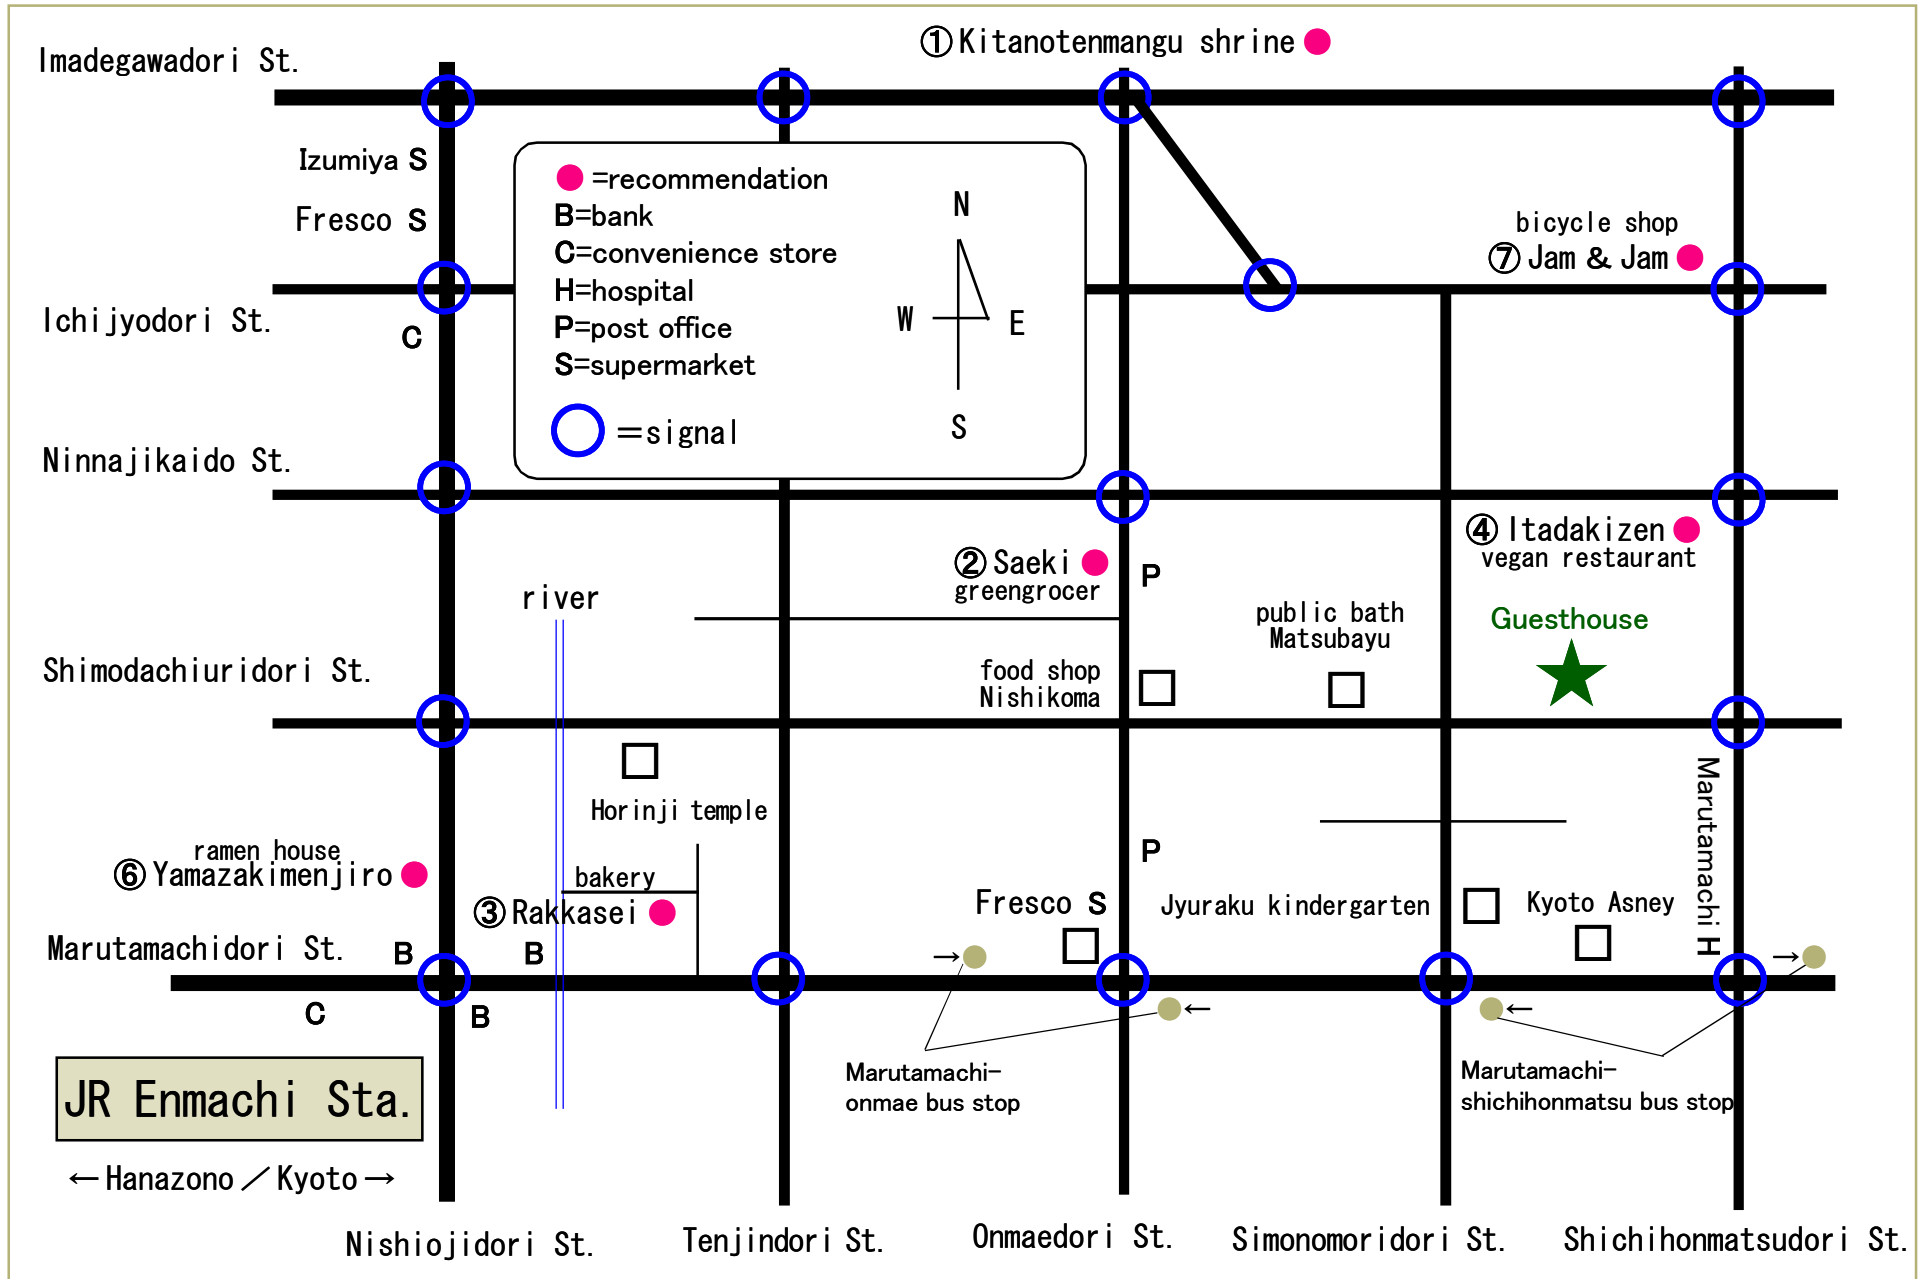 ①Kitanotenmangu shrine
Imadegawadori St.
Izumiya S
Fresco S
=recommendation
B=bank
C=convenience store
H=hospital
P=post office
S=supermarket
=signal
N
W
E
S
bicycle shop
⑦Jam & Jam
Ichijyodori St.
C
Ninnajikaido St.
④Itadakizen
vegan restaurant
②Saeki
greengrocer
P
river
public bath
Matsubayu
Guesthouse
Shimodachiuridori St.
food shop
Nishikoma
Horinji temple
Marutamachi H
ramen house
⑥Yamazakimenjiro
bakery
③Rakkasei
P
Fresco S
Jyuraku kindergarten
Kyoto Asney
Marutamachidori St.
B
B
→
→
C
B
←
←
Marutamachi-
onmae bus stop
Marutamachi-
shichihonmatsu bus stop
JR Enmachi Sta.
←Hanazono／Kyoto→
Nishiojidori St.
Tenjindori St.
Onmaedori St.
Simonomoridori St.
Shichihonmatsudori St.